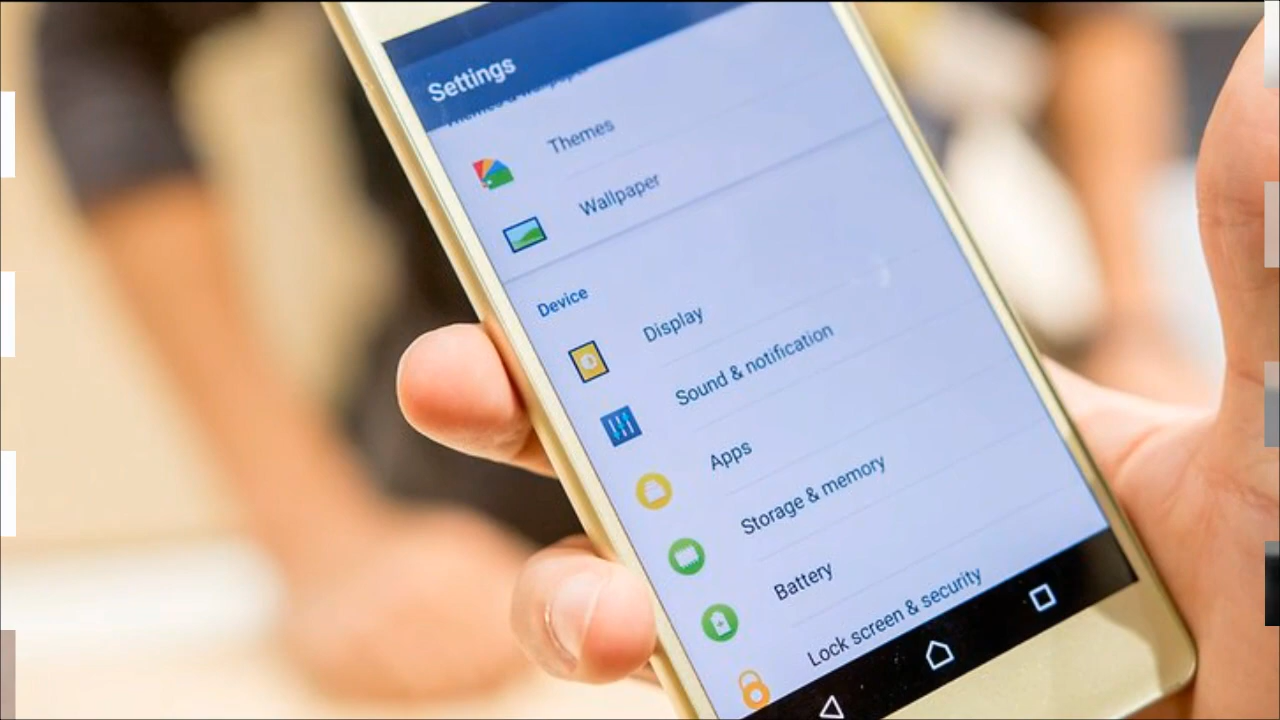 Settings
Themes
Wallpaper
Device
Display
Sound & notification
Apps
Storage & memory
Battery
Lock screen & security